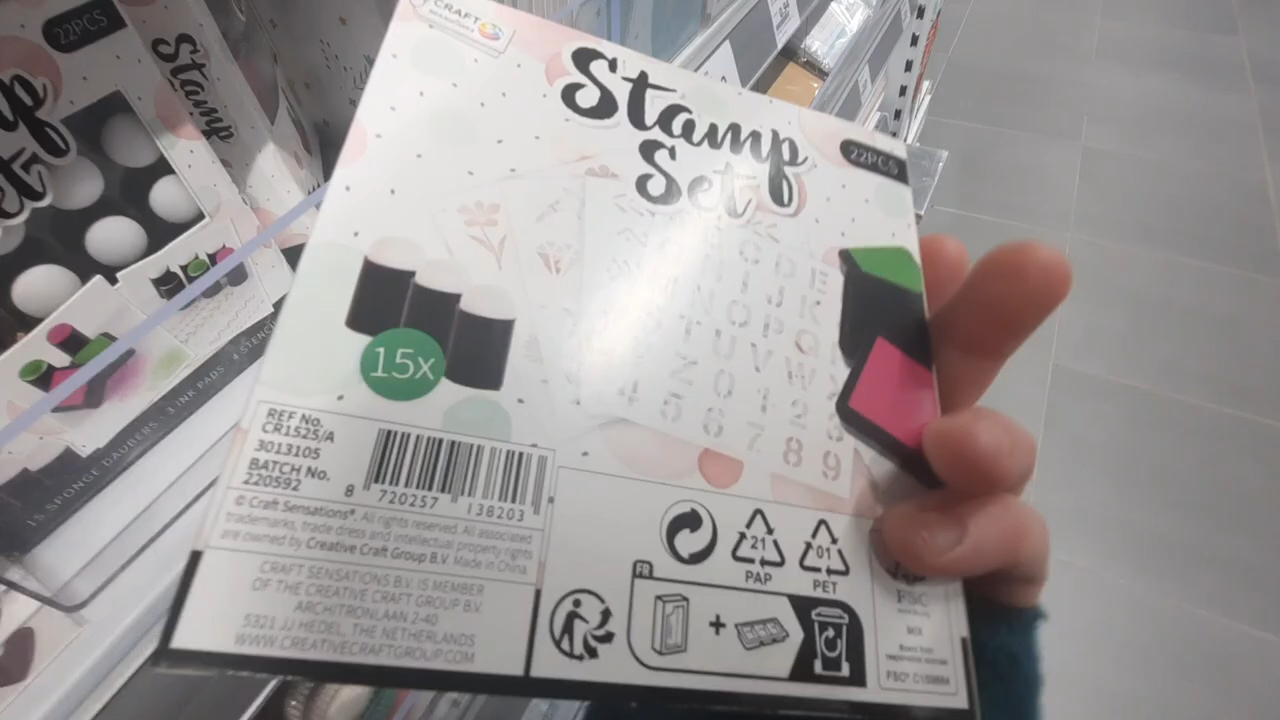 22PCS
Stamp
CRAFT
Stamp
Set
22PCS
15x
REF No.
CR1525/A
3013105
BATCH No.
220592
8 720257 138203
© Craft Sensations®. All rights reserved. All associated
trademarks, trade dress and intellectual property rights
are owned by Creative Craft Group B.V. Made in China.
CRAFT SENSATIONS B.V. IS MEMBER
OF THE CREATIVE CRAFT GROUP B.V.
ARCHITRONLAAN 2-40
5321 JJ HEDEL, THE NETHERLANDS
WWW.CREATIVECRAFTGROUP.COM
21
PAP
01
PET
FR
FSC
MIX
15 SPONGE DAUBERS 3 INK PADS 4 STENCI